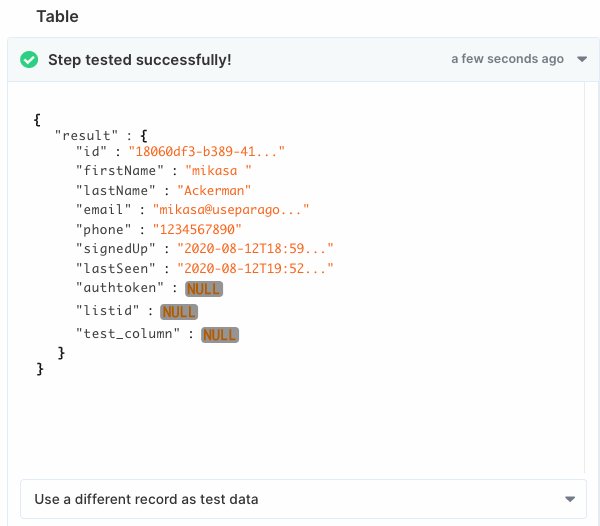 Table
Step tested successfully! a few seconds ago
{
"result" : {
"id" : "18060df3-b389-41..."
"firstName" : "mikasa "
"lastName" : "Ackerman"
"email" : "mikasa@useparago..."
"phone" : "1234567890"
"signedUp" : "2020-08-12T18:59..."
"lastSeen" : "2020-08-12T19:52..."
"authtoken" : NULL
"listid" : NULL
"test_column" : NULL
}
}
Use a different record as test data